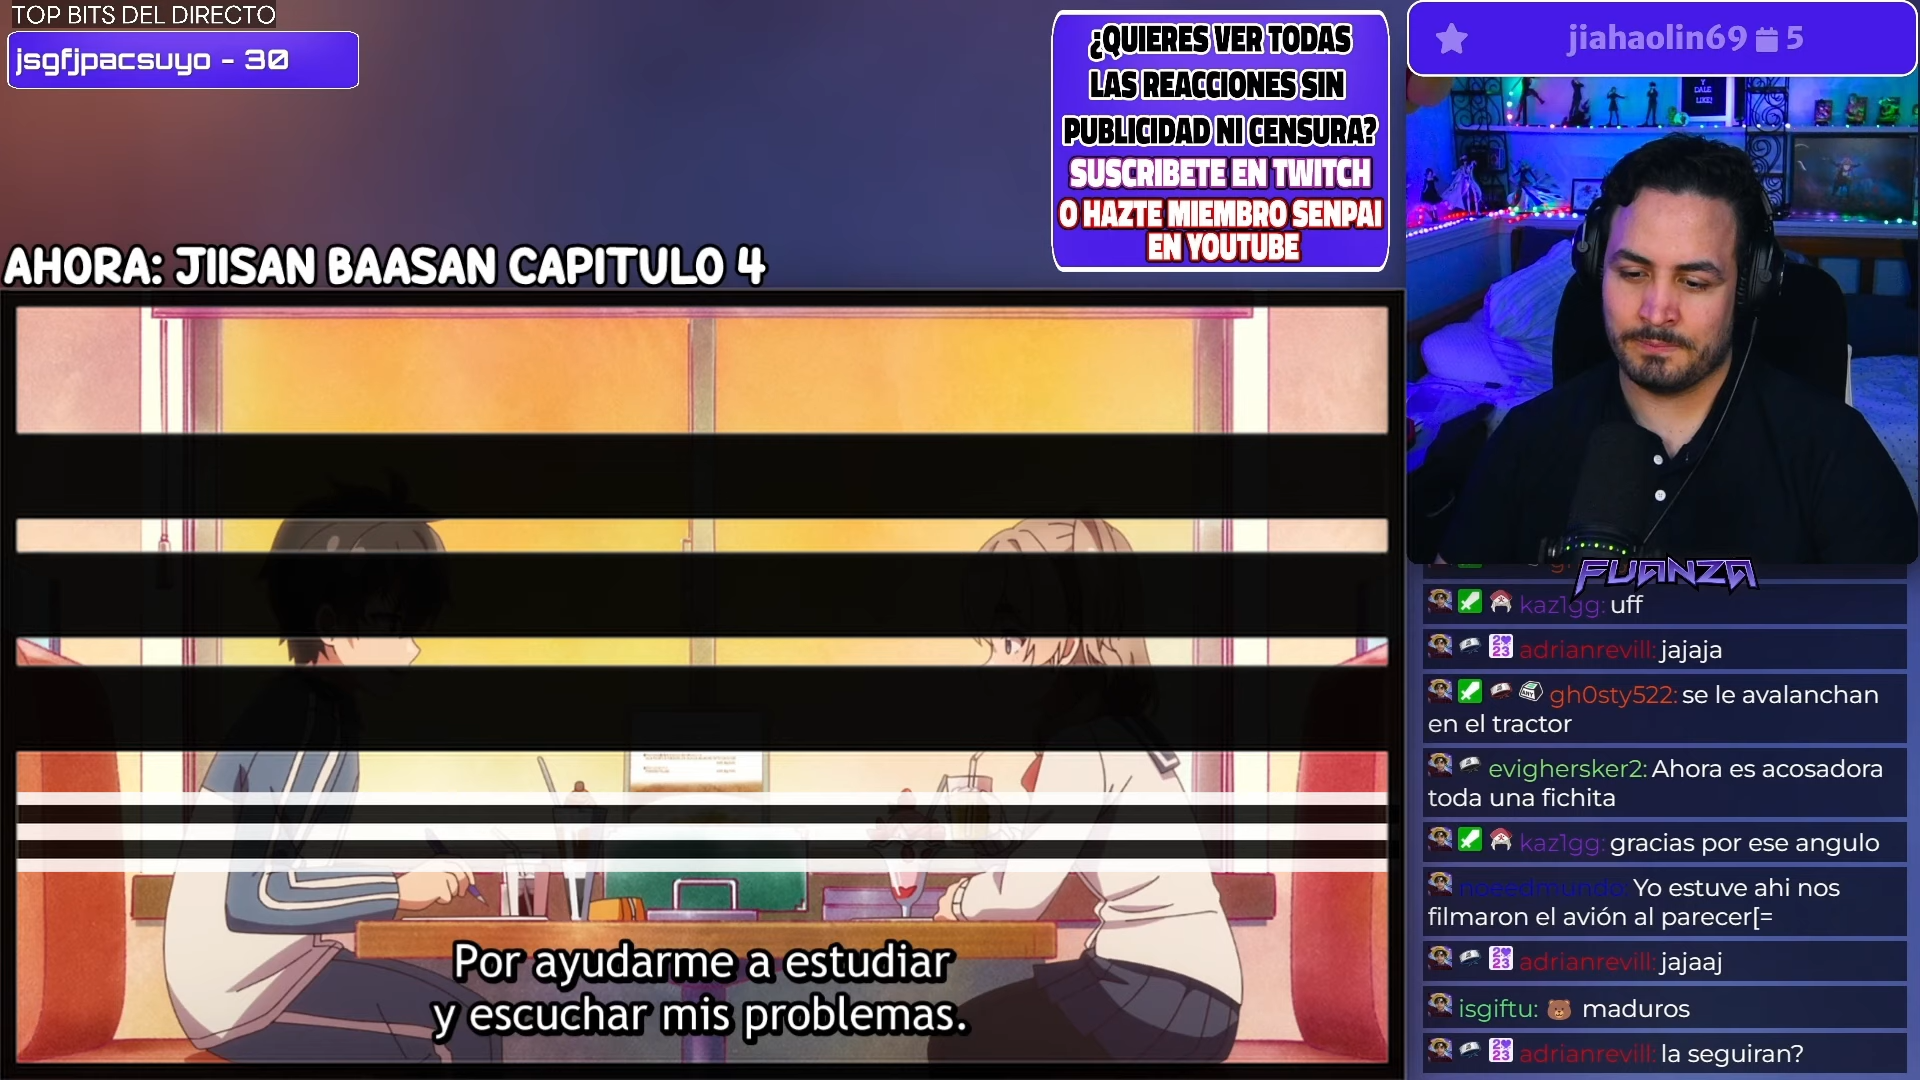 TOP BITS DEL DIRECTO
jsgfjpacsuyo - 30
¿QUIERES VER TODAS
LAS REACCIONES SIN
PUBLICIDAD NI CENSURA?
SUSCRIBETE EN TWITCH
O HAZTE MIEMBRO SENPAI
EN YOUTUBE
jiahaolin69 5
Y
DALE
LIKE!
AHORA: JIISAN BAASAN CAPITULO 4
FUANZA
kaz1gg: uff
adrianrevill: jajaja
gh0sty522: se le avalanchan
en el tractor
evighersker2: Ahora es acosadora
toda una fichita
kaz1gg: gracias por ese angulo
noeedmundo: Yo estuve ahi nos
filmaron el avión al parecer[=
adrianrevill: jajaaj
isgiftu: maduros
adrianrevill: la seguiran?
Por ayudarme a estudiar
y escuchar mis problemas.